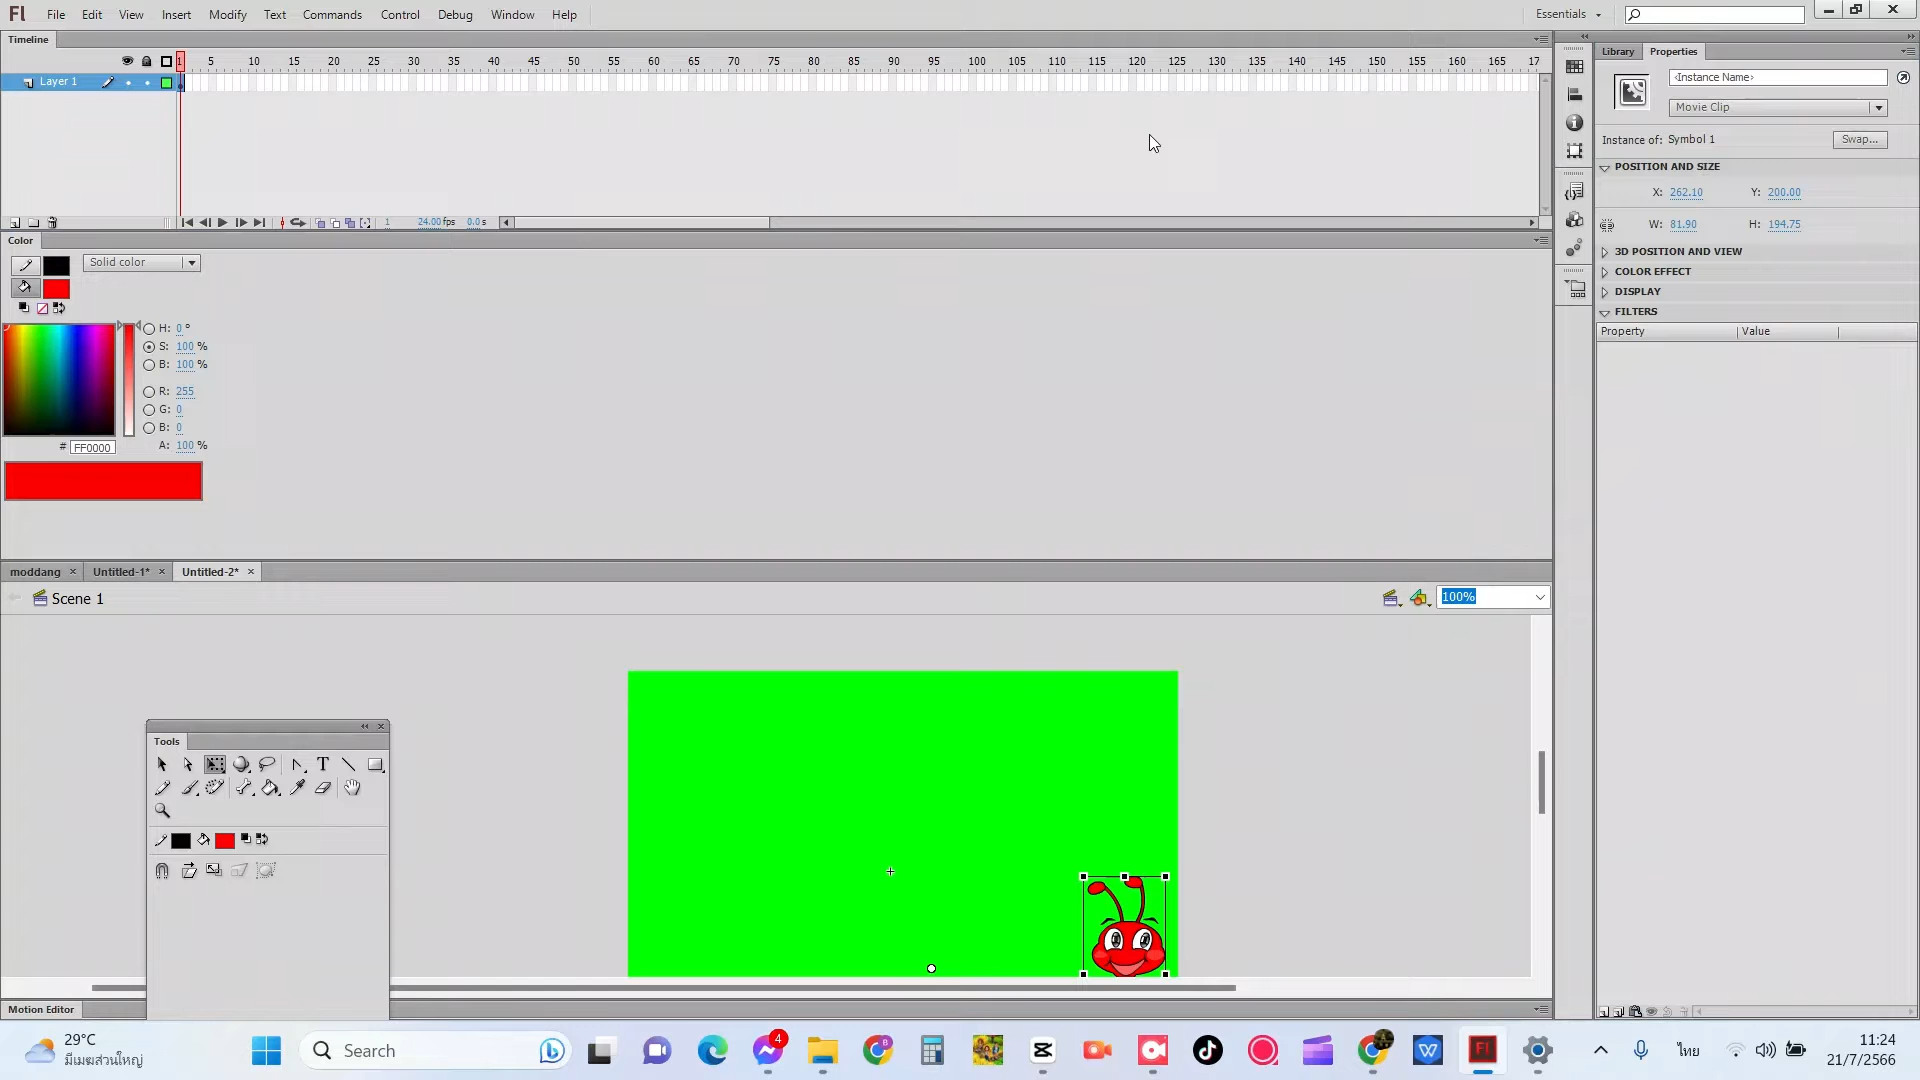 Fl File Edit View Insert Modify Text Commands Control Debug Window Help Essentials
Timeline
1 5 10 15 20 25 30 35 40 45 50 55 60 65 70 75 80 85 90 95 100 105 110 115 120 125 130 135 140 145 150 155 160 165 17
Layer 1
1 24.00 fps 0.0 s
Color
Solid color
H: 0 °
S: 100 %
B: 100 %
R: 255
G: 0
B: 0
A: 100 %
# FF0000
moddang Untitled-1* Untitled-2*
Scene 1
100%
Tools
T
Motion Editor
Library Properties
<Instance Name>
Movie Clip
Instance of: Symbol 1 Swap...
POSITION AND SIZE
X: 262.10 Y: 200.00
W: 81.90 H: 194.75
3D POSITION AND VIEW
COLOR EFFECT
DISPLAY
FILTERS
Property Value
29°C
มีเมฆส่วนใหญ่
Search
4
ไทย
11:24
21/7/2566